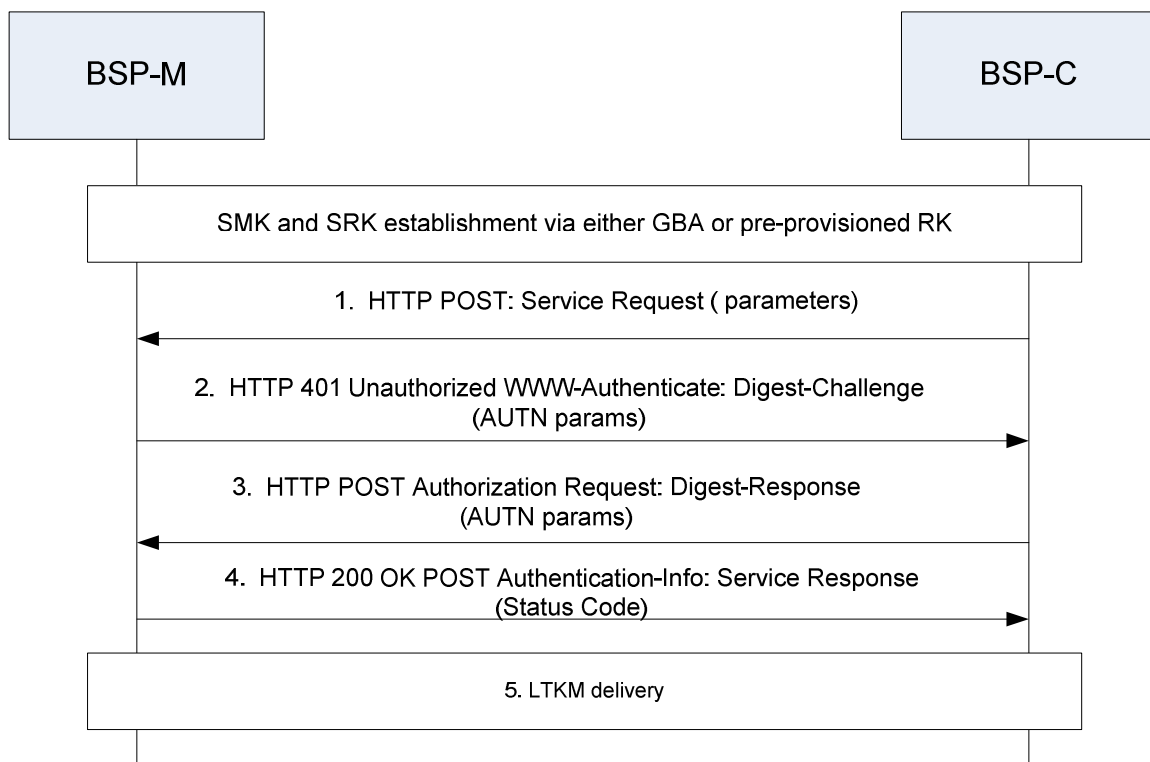 BSP-M
BSP-C
SMK and SRK establishment via either GBA or pre-provisioned RK
1. HTTP POST: Service Request ( parameters)
2. HTTP 401 Unauthorized WWW-Authenticate: Digest-Challenge
(AUTN params)
3. HTTP POST Authorization Request: Digest-Response
(AUTN params)
4. HTTP 200 OK POST Authentication-Info: Service Response
(Status Code)
5. LTKM delivery